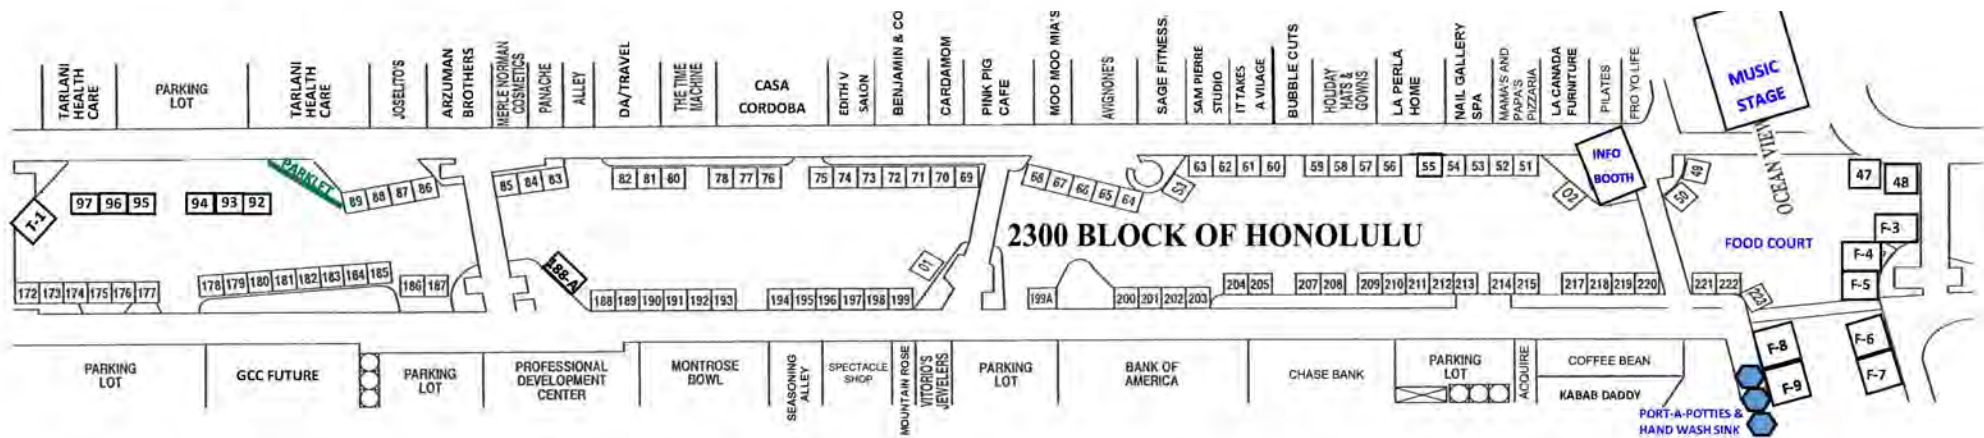 TARLANI
HEALTH
CARE
PARKING
LOT
TARLANI
HEALTH
CARE
JOSELITO'S
ARZUMAN
BROTHERS
MERLE NORMAN
COSMETICS
PANACHE
ALLEY
DA/TRAVEL
THE TIME
MACHINE
CASA
CORDOBA
EDITH V
SALON
BENJAMIN & CO
CARDAMOM
PINK PIG
CAFE
MOO MOO MIA'S
AVIGNONE'S
SAGE FITNESS.
SAM PIERRE
STUDIO
IT TAKES
A VILAGE
BUBBLE CUTS
HOLIDAY
HATS &
GOWNS
LA PERLA
HOME
NAIL GALLERY
SPA
MAMA'S AND
PAPA'S
PIZZARIA
LA CANADA
FURNITURE
PILATES
FRO YO LIFE
MUSIC
STAGE
OCEAN VIEW
INFO
BOOTH
PARKLET
T-1
97 96 95
94 93 92
89 88 87 86
85 84 83
82 81 60
78 77 76
75 74 73 72 71 70 69
68 67 66 65 64
63 62 61 60
59 58 57 56
55 54 53 52 51
02
50 49
47 48
2300 BLOCK OF HONOLULU
FOOD COURT
F-3
F-4
F-5
172 173 174 175 176 177
178 179 180 181 182 183 184 185
186 187
188-A
188 189 190 191 192 193
194 195 196 197 198 199
01
199A
200 201 202 203
204 205
207 208
209 210 211 212 213
214 215
217 218 219 220
221 222
223
F-8
F-9
F-6
F-7
PARKING
LOT
GCC FUTURE
PARKING
LOT
PROFESSIONAL
DEVELOPMENT
CENTER
MONTROSE
BOWL
SEASONING
ALLEY
SPECTACLE
SHOP
MOUNTAIN ROSE
VITORIO'S
JEWELERS
PARKING
LOT
BANK OF
AMERICA
CHASE BANK
PARKING
LOT
ACQUIRE
COFFEE BEAN
KABAB DADDY
PORT-A-POTTIES &
HAND WASH SINK